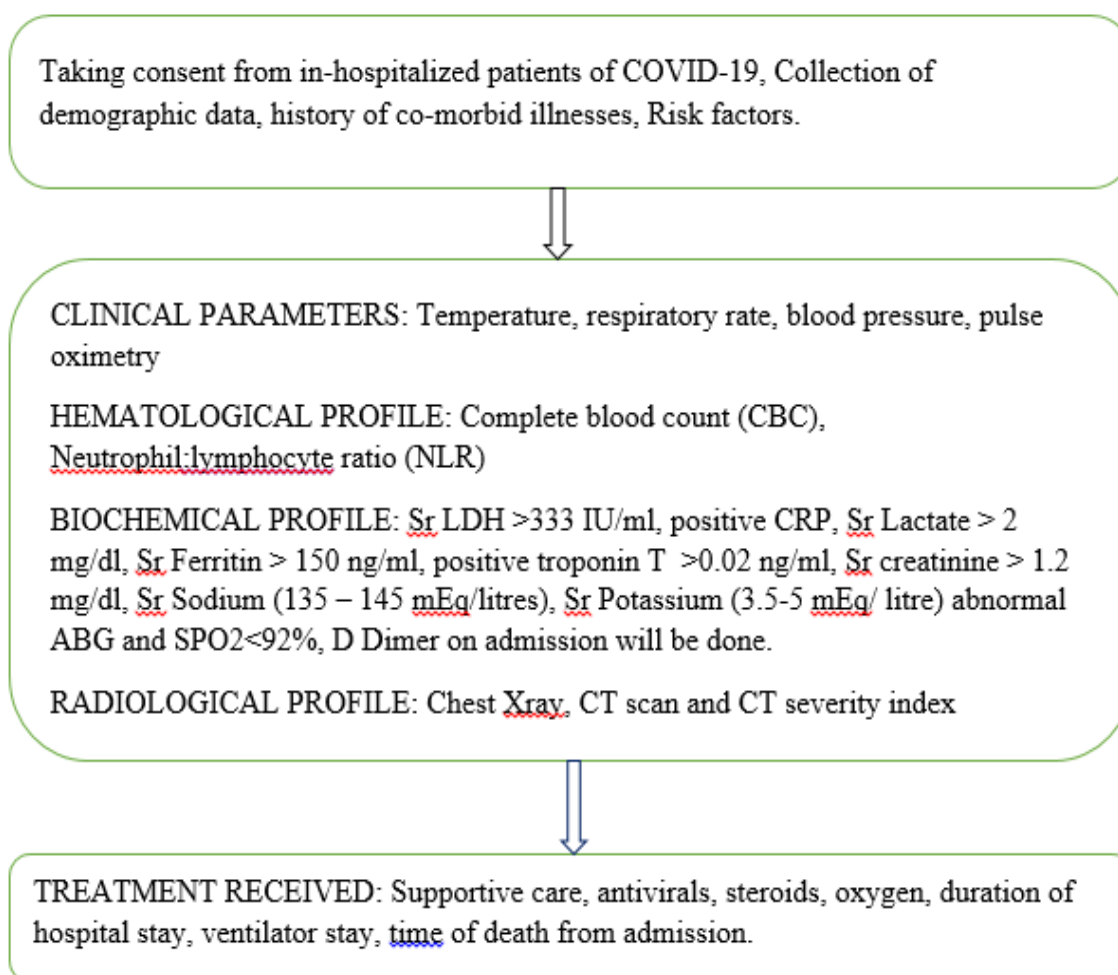 Taking consent from in-hospitalized patients of COVID-19, Collection of
demographic data, history of co-morbid illnesses, Risk factors.
CLINICAL PARAMETERS: Temperature, respiratory rate, blood pressure, pulse
oximetry
HEMATOLOGICAL PROFILE: Complete blood count (CBC),
Neutrophil:lymphocyte ratio (NLR)
BIOCHEMICAL PROFILE: Sr LDH >333 IU/ml, positive CRP, Sr Lactate > 2
mg/dl, Sr Ferritin > 150 ng/ml, positive troponin T >0.02 ng/ml, Sr creatinine > 1.2
mg/dl, Sr Sodium (135 – 145 mEq/litres), Sr Potassium (3.5-5 mEq/ litre) abnormal
ABG and SPO2<92%, D Dimer on admission will be done.
RADIOLOGICAL PROFILE: Chest Xray, CT scan and CT severity index
TREATMENT RECEIVED: Supportive care, antivirals, steroids, oxygen, duration of
hospital stay, ventilator stay, time of death from admission.